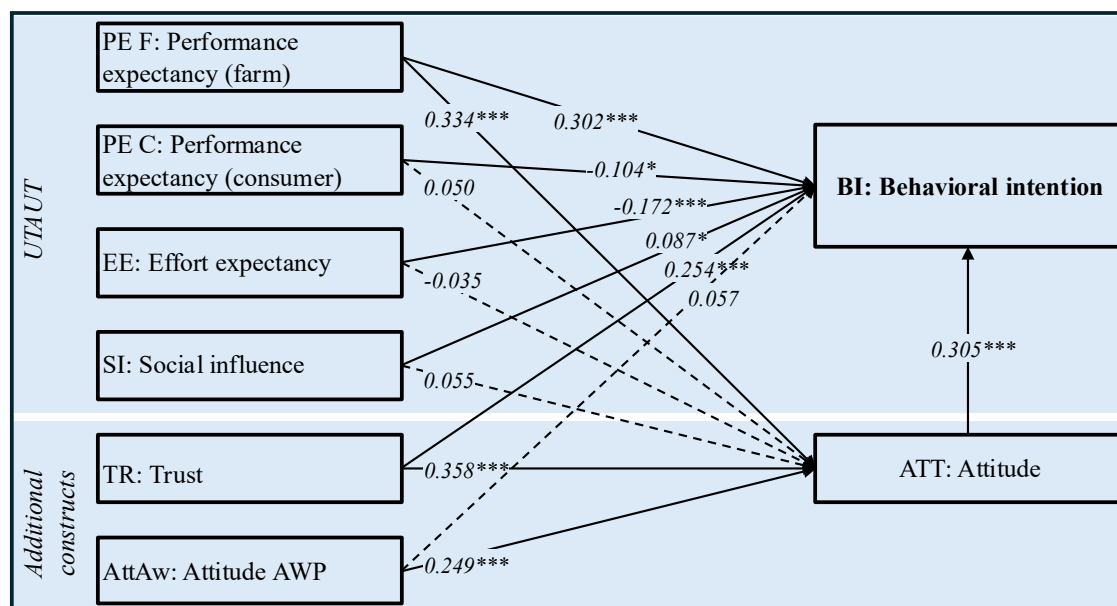 UTAUT
PE F: Performance
expectancy (farm)
PE C: Performance
expectancy (consumer)
EE: Effort expectancy
SI: Social influence
0.334***
0.302***
-0.104*
0.050
-0.172***
0.087*
-0.035
0.254***
0.057
0.055
BI: Behavioral intention
0.305***
Additional
constructs
TR: Trust
AttAw: Attitude AWP
0.358***
0.249***
ATT: Attitude